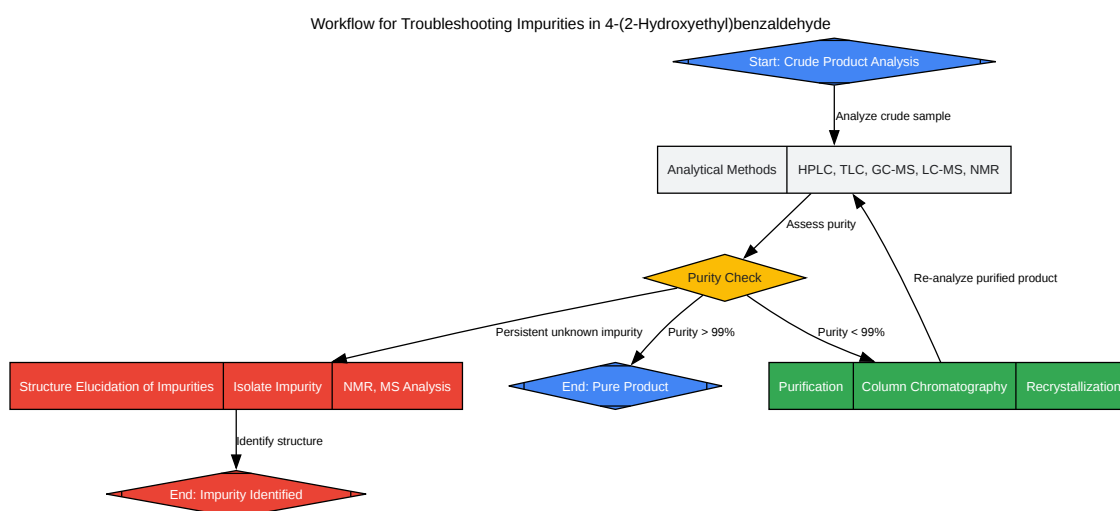 Workflow for Troubleshooting Impurities in 4-(2-Hydroxyethyl)benzaldehyde
Start: Crude Product Analysis
Analyze crude sample
Analytical Methods
HPLC, TLC, GC-MS, LC-MS, NMR
Assess purity
Purity Check
Re-analyze purified product
Persistent unknown impurity
Purity > 99%
Purity < 99%
Structure Elucidation of Impurities
Isolate Impurity
NMR, MS Analysis
End: Pure Product
Purification
Column Chromatography
Recrystallization
Identify structure
End: Impurity Identified